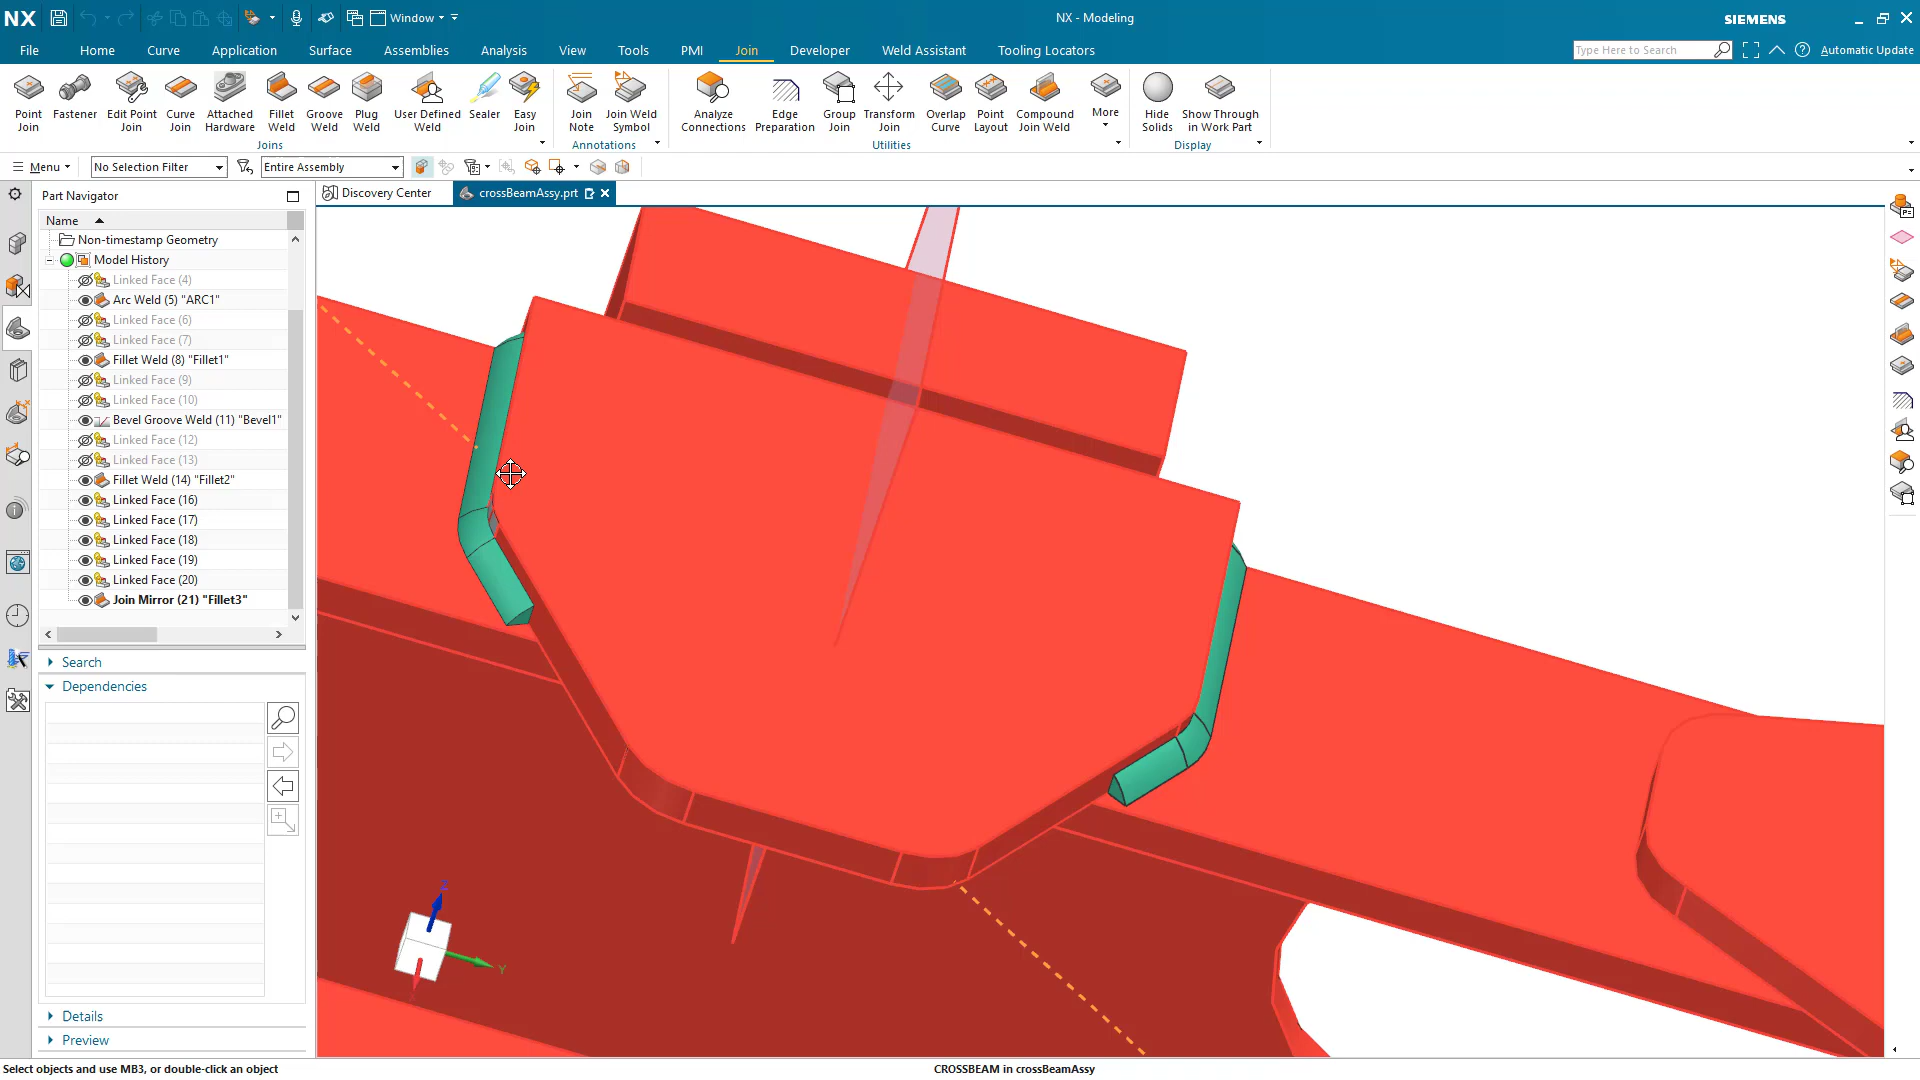 NX
Window
NX - Modeling
SIEMENS
File
Home
Curve
Application
Surface
Assemblies
Analysis
View
Tools
PMI
Join
Developer
Weld Assistant
Tooling Locators
Type Here to Search
Automatic Update
Point Join
Fastener
Edit Point Join
Curve Join
Attached Hardware
Fillet Weld
Groove Weld
Plug Weld
User Defined Weld
Sealer
Easy Join
Join Note
Join Weld Symbol
Analyze Connections
Edge Preparation
Group Join
Transform Join
Overlap Curve
Point Layout
Compound Join Weld
More
Hide Solids
Show Through in Work Part
Joins
Annotations
Utilities
Display
Menu
No Selection Filter
Entire Assembly
Part Navigator
Discovery Center
crossBeamAssy.prt
Name
Non-timestamp Geometry
Model History
Linked Face (4)
Arc Weld (5) "ARC1"
Linked Face (6)
Linked Face (7)
Fillet Weld (8) "Fillet1"
Linked Face (9)
Linked Face (10)
Bevel Groove Weld (11) "Bevel1"
Linked Face (12)
Linked Face (13)
Fillet Weld (14) "Fillet2"
Linked Face (16)
Linked Face (17)
Linked Face (18)
Linked Face (19)
Linked Face (20)
Join Mirror (21) "Fillet3"
Search
Dependencies
Details
Preview
Z
Y
Select objects and use MB3, or double-click an object
CROSSBEAM in crossBeamAssy